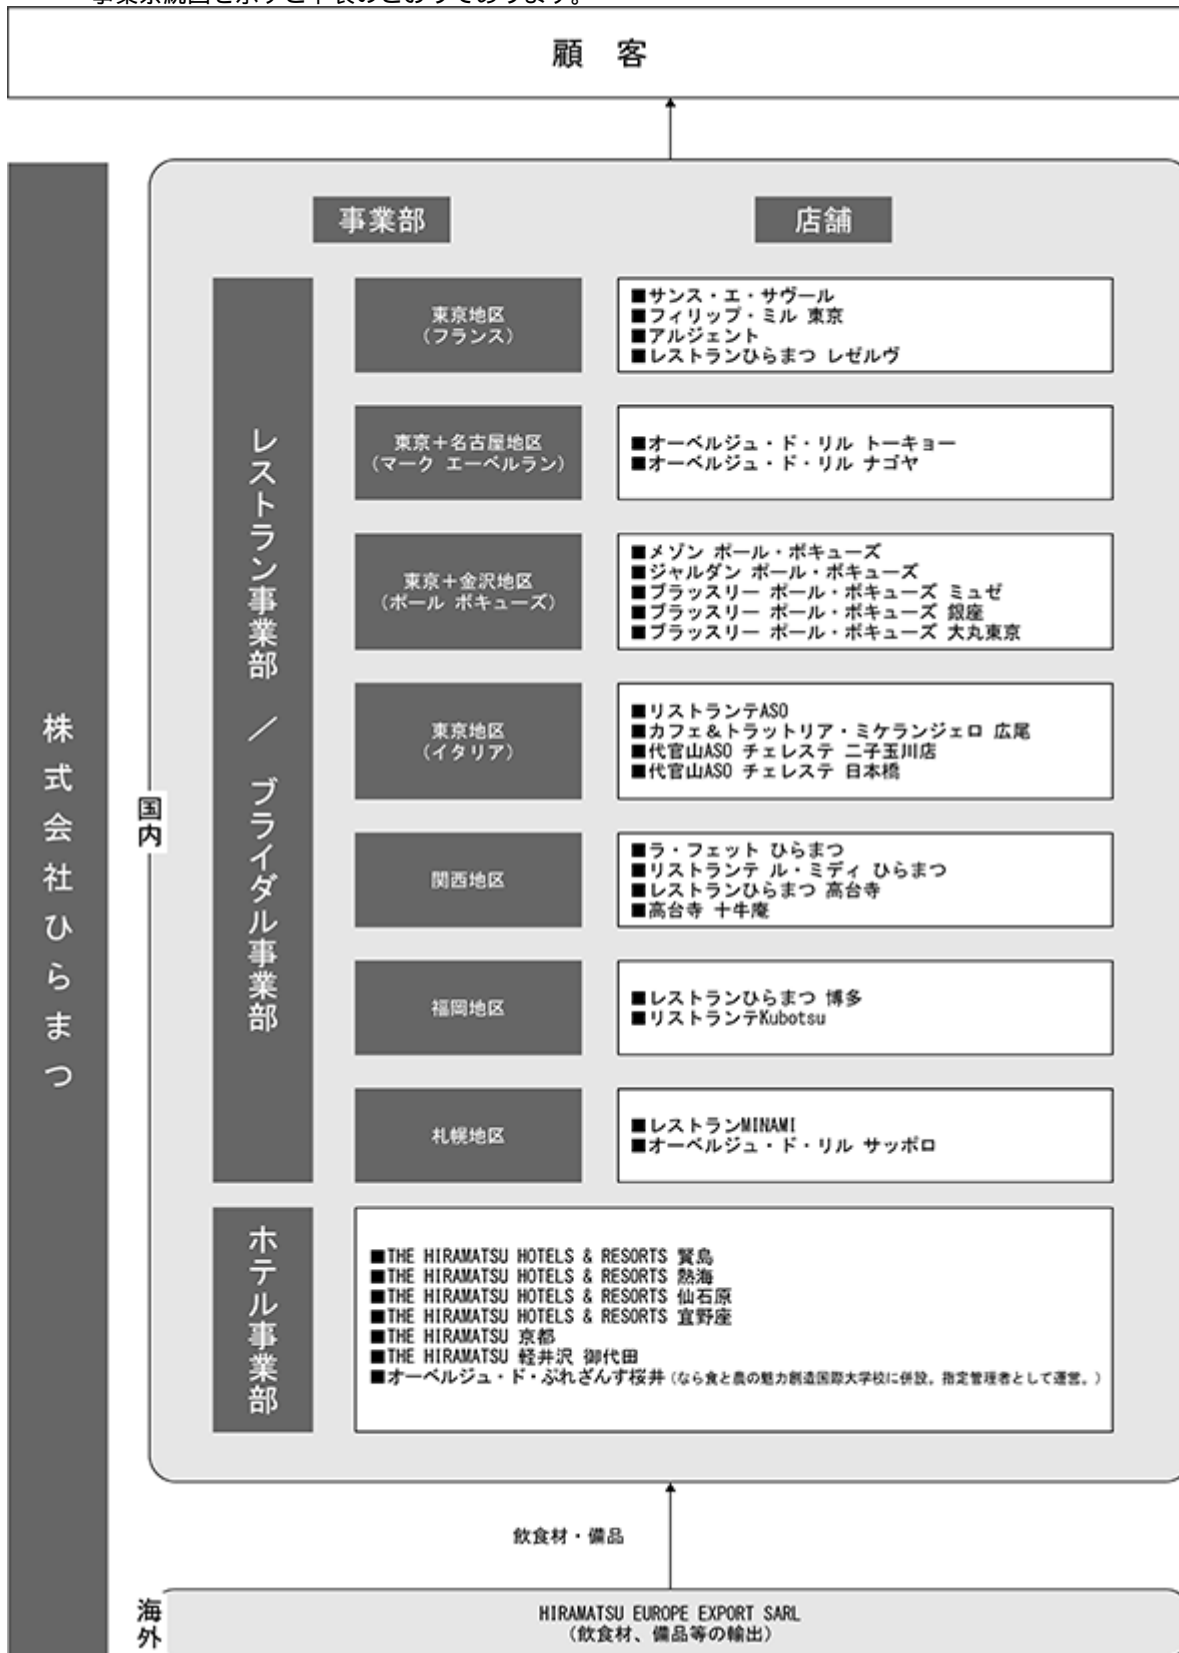 事業系統図を示すと下表のとおりであります。
顧 客
株式会社ひらまつ
国内
事業部
店舗
レストラン事業部 / ブライダル事業部
東京地区
(フランス)
■サンス・エ・サヴール
■フィリップ・ミル 東京
■アルジェント
■レストランひらまつ レゼルヴ
東京+名古屋地区
(マーク エーベルラン)
■オーベルジュ・ド・リル トーキョー
■オーベルジュ・ド・リル ナゴヤ
東京+金沢地区
(ポール ボキューズ)
■メゾン ポール・ボキューズ
■ジャルダン ポール・ボキューズ
■ブラッスリー ポール・ボキューズ ミュゼ
■ブラッスリー ポール・ボキューズ 銀座
■ブラッスリー ポール・ボキューズ 大丸東京
東京地区
(イタリア)
■リストランテASO
■カフェ&トラットリア・ミケランジェロ 広尾
■代官山ASO チェレステ 二子玉川店
■代官山ASO チェレステ 日本橋
関西地区
■ラ・フェット ひらまつ
■リストランテ ル・ミディ ひらまつ
■レストランひらまつ 高台寺
■高台寺 十牛庵
福岡地区
■レストランひらまつ 博多
■リストランテKubotsu
札幌地区
■レストランMINAMI
■オーベルジュ・ド・リル サッポロ
ホテル事業部
■THE HIRAMATSU HOTELS & RESORTS 賢島
■THE HIRAMATSU HOTELS & RESORTS 熱海
■THE HIRAMATSU HOTELS & RESORTS 仙石原
■THE HIRAMATSU HOTELS & RESORTS 宜野座
■THE HIRAMATSU 京都
■THE HIRAMATSU 軽井沢 御代田
■オーベルジュ・ド・ぷれざんす桜井(なら食と農の魅力創造国際大学校に併設。指定管理者として運営。)
飲食材・備品
海外
HIRAMATSU EUROPE EXPORT SARL
(飲食材、備品等の輸出)